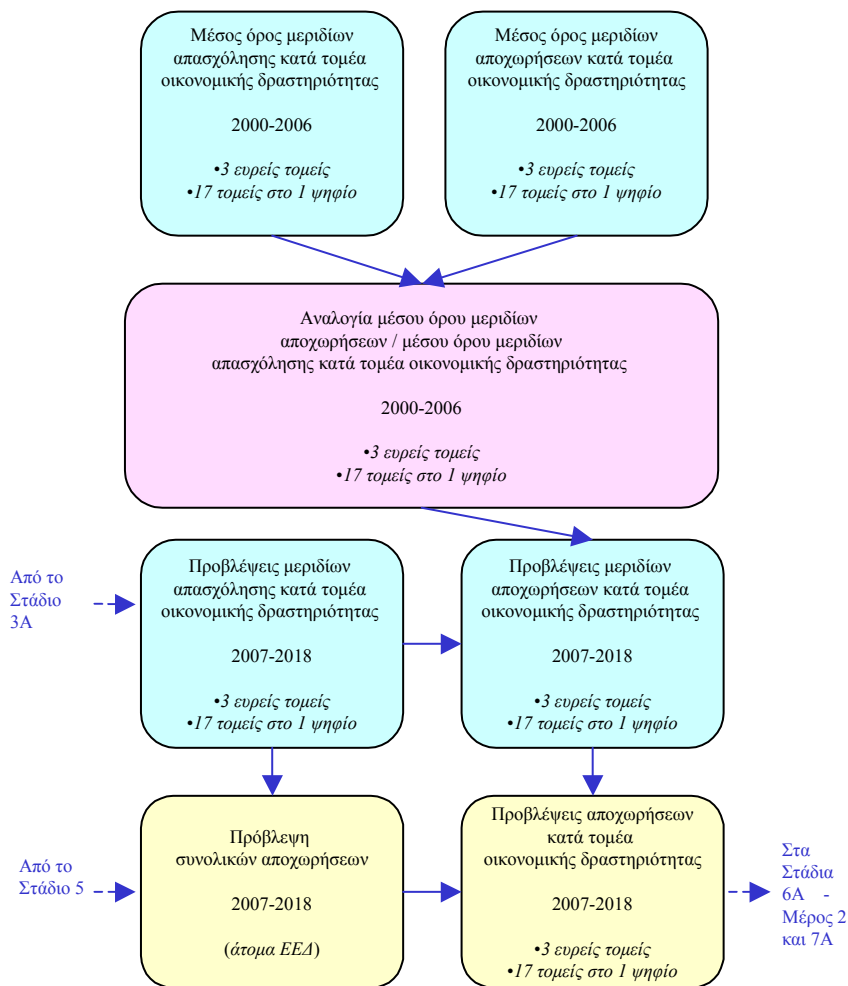 Μέσος όρος μεριδίων
απασχόλησης κατά τομέα
οικονομικής δραστηριότητας
2000-2006
•3 ευρείς τομείς
•17 τομείς στο 1 ψηφίο
Μέσος όρος μεριδίων
αποχωρήσεων κατά τομέα
οικονομικής δραστηριότητας
2000-2006
•3 ευρείς τομείς
•17 τομείς στο 1 ψηφίο
Αναλογία μέσου όρου μεριδίων
αποχωρήσεων / μέσου όρου μεριδίων
απασχόλησης κατά τομέα οικονομικής δραστηριότητας
2000-2006
•3 ευρείς τομείς
•17 τομείς στο 1 ψηφίο
Από το
Στάδιο
3Α
Προβλέψεις μεριδίων
απασχόλησης κατά τομέα
οικονομικής δραστηριότητας
2007-2018
•3 ευρείς τομείς
•17 τομείς στο 1 ψηφίο
Προβλέψεις μεριδίων
αποχωρήσεων κατά τομέα
οικονομικής δραστηριότητας
2007-2018
•3 ευρείς τομείς
•17 τομείς στο 1 ψηφίο
Από το
Στάδιο 5
Πρόβλεψη
συνολικών αποχωρήσεων
2007-2018
(άτομα ΕΕΔ)
Προβλέψεις αποχωρήσεων
κατά τομέα
οικονομικής δραστηριότητας
2007-2018
•3 ευρείς τομείς
•17 τομείς στο 1 ψηφίο
Στα
Στάδια
6Α -
Μέρος 2
και 7Α